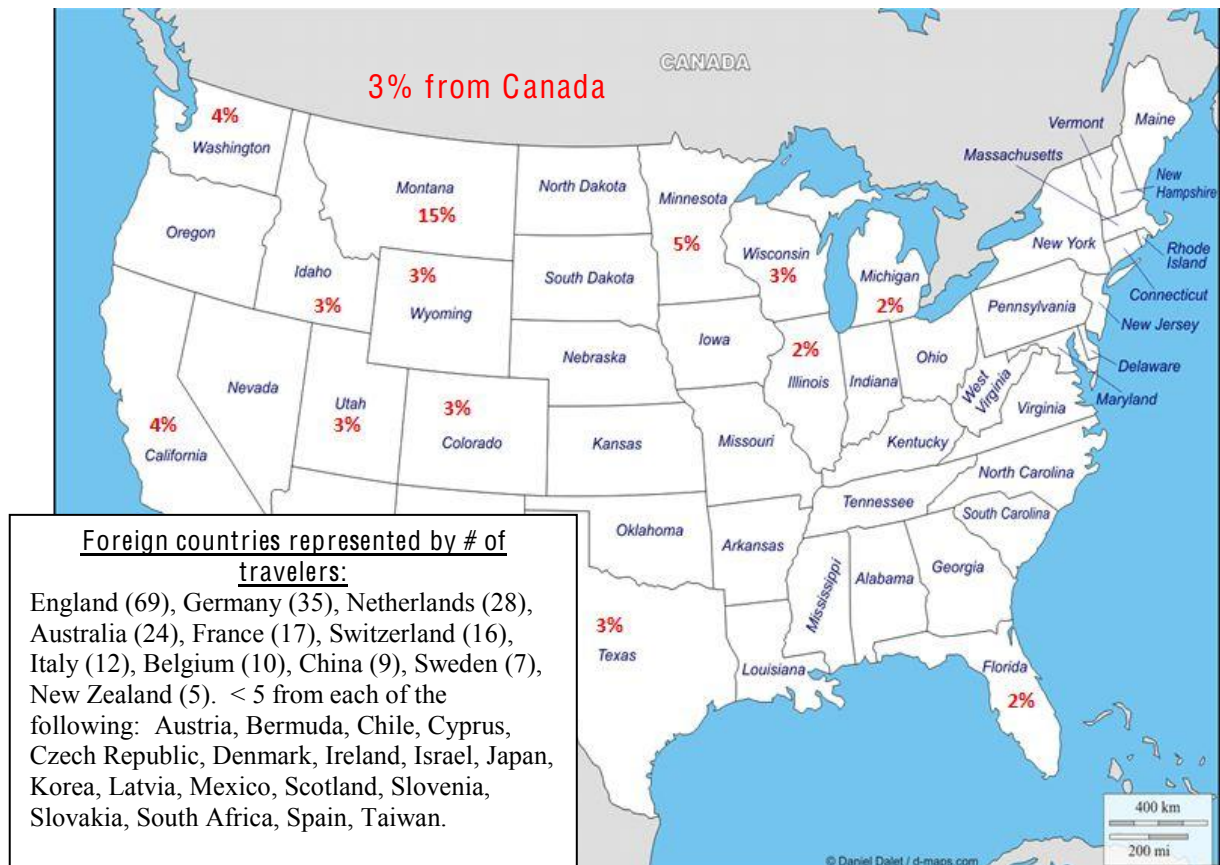 CANADA
3% from Canada
4%
Washington
Montana
15%
North Dakota
Minnesota
5%
Vermont
Maine
Massachusetts
New
Hampshire
Oregon
Idaho
3%
3%
Wyoming
South Dakota
Wisconsin
3%
Michigan
2%
New York
Rhode
Island
Connecticut
Pennsylvania
New Jersey
Iowa
Nebraska
2%
Illinois
Indiana
Ohio
Delaware
Maryland
West
Virginia
Virginia
Nevada
Utah
3%
3%
Colorado
4%
California
Kansas
Missouri
Kentucky
North Carolina
Tennessee
South Carolina
Oklahoma
Arkansas
Mississippi
Alabama
Georgia
3%
Texas
Louisiana
Florida
2%
Foreign countries represented by # of
travelers:
England (69), Germany (35), Netherlands (28),
Australia (24), France (17), Switzerland (16),
Italy (12), Belgium (10), China (9), Sweden (7),
New Zealand (5).  < 5 from each of the
following:  Austria, Bermuda, Chile, Cyprus,
Czech Republic, Denmark, Ireland, Israel, Japan,
Korea, Latvia, Mexico, Scotland, Slovenia,
Slovakia, South Africa, Spain, Taiwan.
400 km
200 mi
© Daniel Dalet / d-maps.com